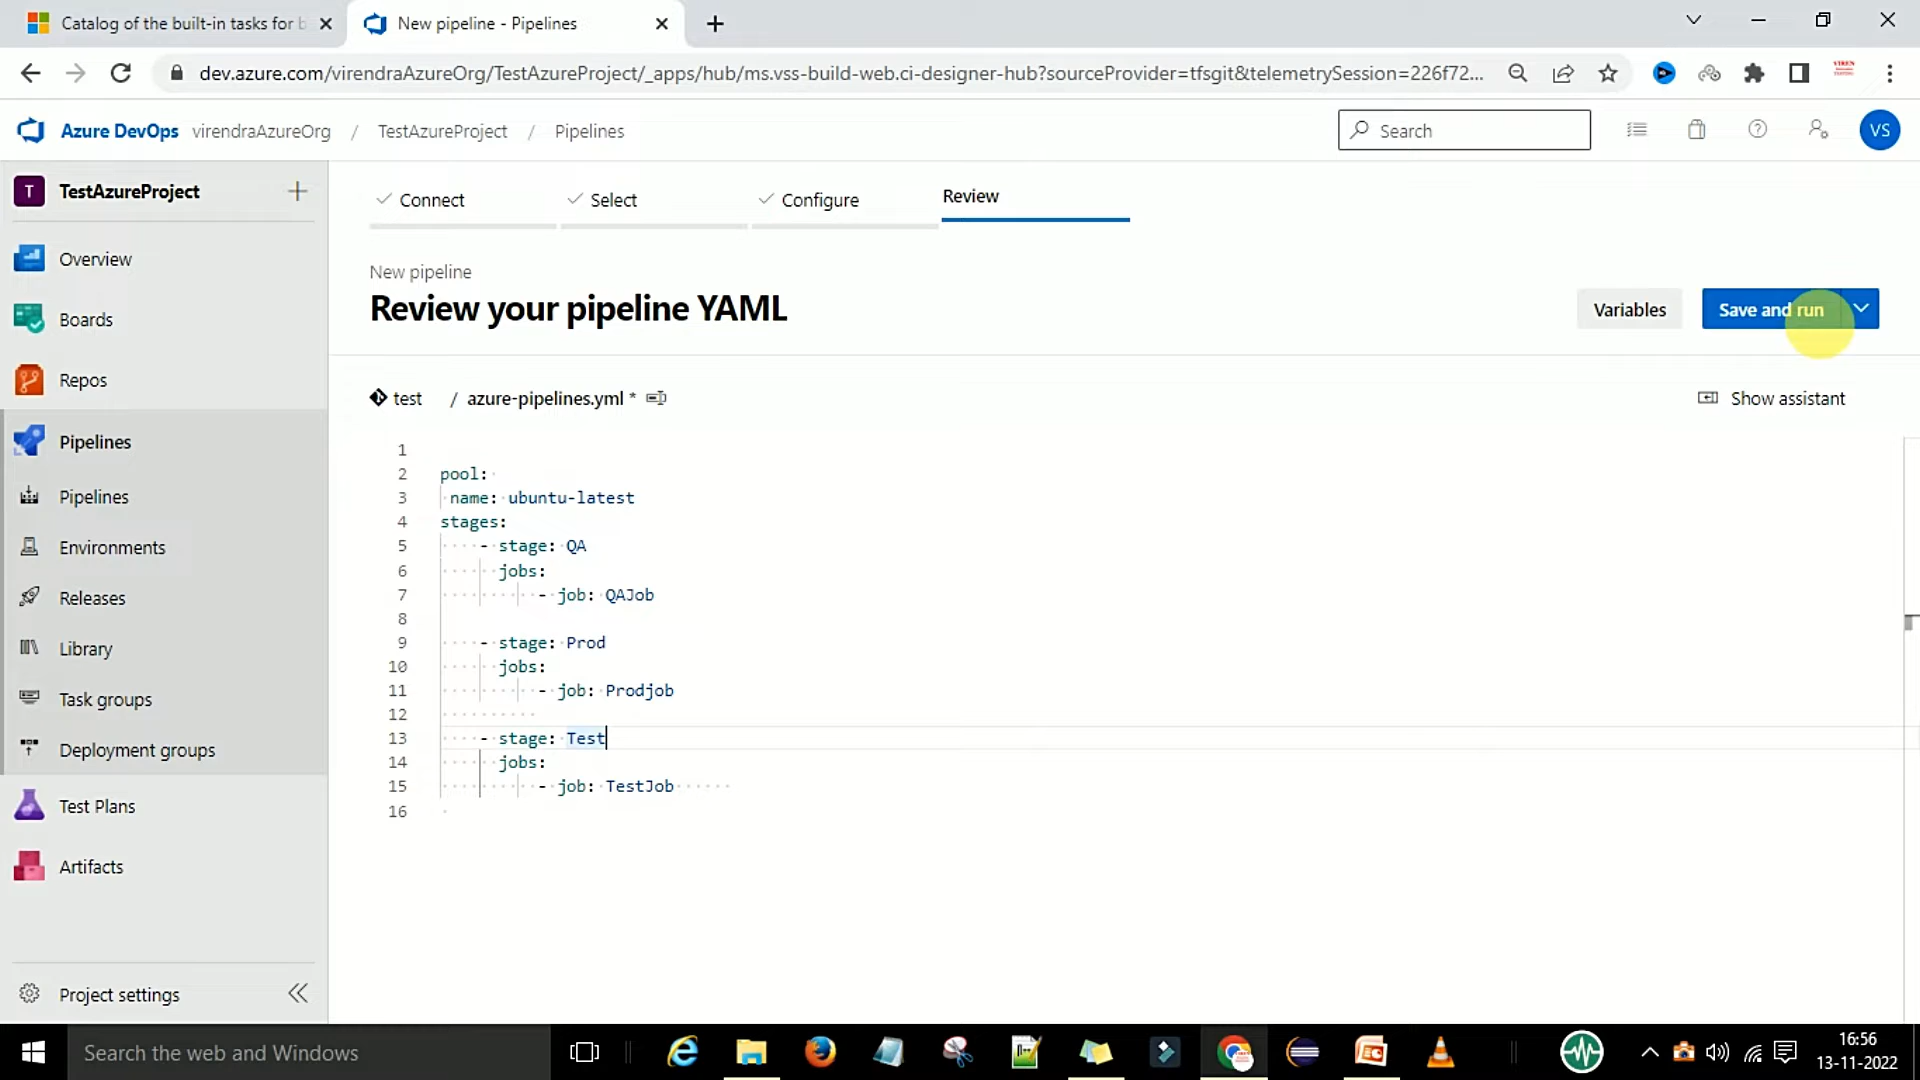 Catalog of the built-in tasks for b
New pipeline - Pipelines
dev.azure.com/virendraAzureOrg/TestAzureProject/_apps/hub/ms.vss-build-web.ci-designer-hub?sourceProvider=tfsgit&telemetrySession=226f72...
Azure DevOps virendraAzureOrg / TestAzureProject / Pipelines
Search
VS
T TestAzureProject
Overview
Boards
Repos
Pipelines
Pipelines
Environments
Releases
Library
Task groups
Deployment groups
Test Plans
Artifacts
Project settings
Connect
Select
Configure
Review
New pipeline
Review your pipeline YAML
Variables
Save and run
test / azure-pipelines.yml *
Show assistant
1
2 pool:
3 name: ubuntu-latest
4 stages:
5 - stage: QA
6 jobs:
7 - job: QAJob
8
9 - stage: Prod
10 jobs:
11 - job: Prodjob
12
13 - stage: Test
14 jobs:
15 - job: TestJob
16
Search the web and Windows
16:56
13-11-2022